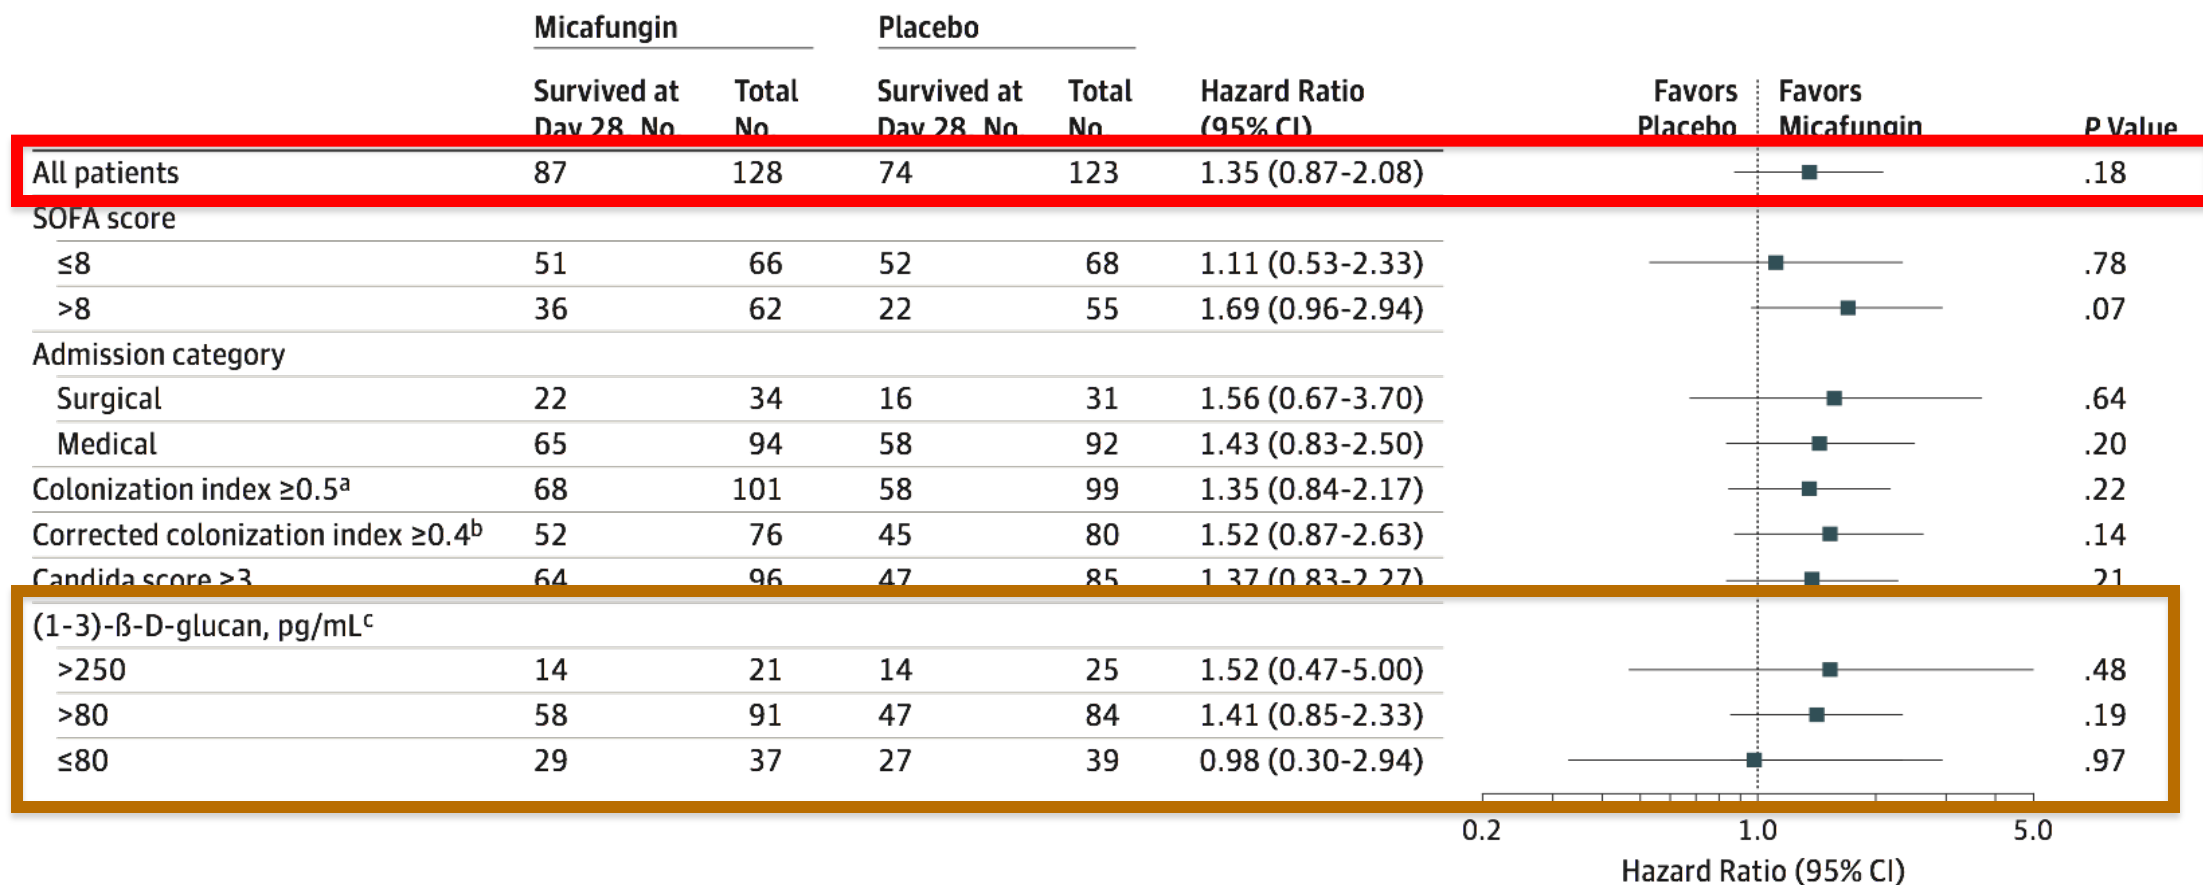 Micafungin Placebo
Survived at Total Survived at Total Hazard Ratio Favors Favors
Day 28, No. No. Day 28, No. No. (95% CI) Placebo Micafungin P Value
All patients 87 128 74 123 1.35 (0.87-2.08) .18
SOFA score
≤8 51 66 52 68 1.11 (0.53-2.33) .78
>8 36 62 22 55 1.69 (0.96-2.94) .07
Admission category
Surgical 22 34 16 31 1.56 (0.67-3.70) .64
Medical 65 94 58 92 1.43 (0.83-2.50) .20
Colonization index ≥0.5a 68 101 58 99 1.35 (0.84-2.17) .22
Corrected colonization index ≥0.4b 52 76 45 80 1.52 (0.87-2.63) .14
Candida score ≥3 64 96 47 85 1.37 (0.83-2.27) .21
(1-3)-ß-D-glucan, pg/mLc
>250 14 21 14 25 1.52 (0.47-5.00) .48
>80 58 91 47 84 1.41 (0.85-2.33) .19
≤80 29 37 27 39 0.98 (0.30-2.94) .97
0.2 1.0 5.0
Hazard Ratio (95% CI)